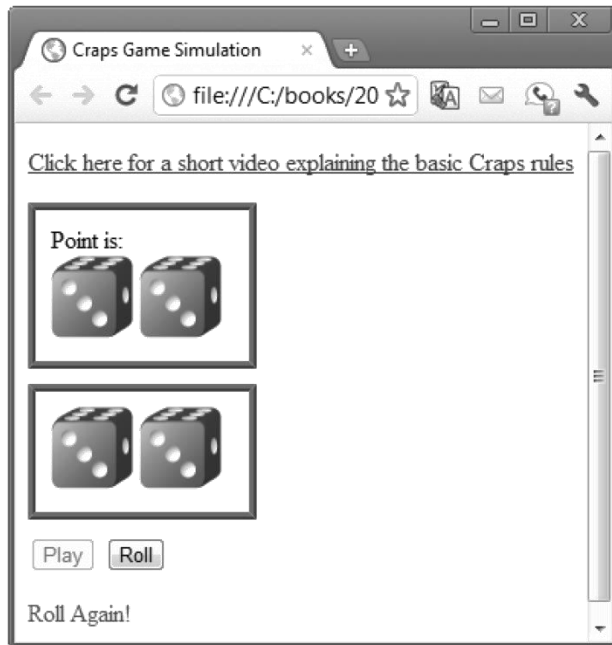 Craps Game Simulation
file:///C:/books/20
Click here for a short video explaining the basic Craps rules
Point is:
Play Roll
Roll Again!